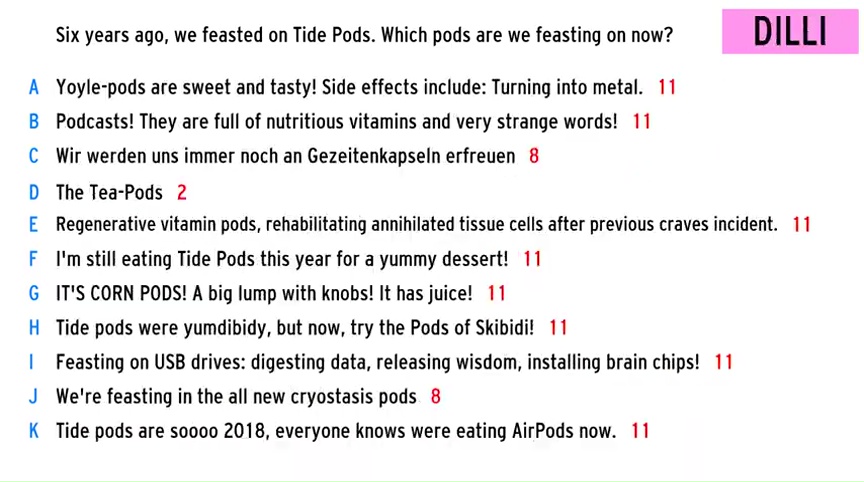 Six years ago, we feasted on Tide Pods. Which pods are we feasting on now?
DILLI
A Yoyle-pods are sweet and tasty! Side effects include: Turning into metal. 11
B Podcasts! They are full of nutritious vitamins and very strange words! 11
C Wir werden uns immer noch an Gezeitenkapseln erfreuen 8
D The Tea-Pods 2
E Regenerative vitamin pods, rehabilitating annihilated tissue cells after previous craves incident. 11
F I'm still eating Tide Pods this year for a yummy dessert! 11
G IT'S CORN PODS! A big lump with knobs! It has juice! 11
H Tide pods were yumdibidy, but now, try the Pods of Skibidi! 11
I Feasting on USB drives: digesting data, releasing wisdom, installing brain chips! 11
J We're feasting in the all new cryostasis pods 8
K Tide pods are soooo 2018, everyone knows were eating AirPods now. 11